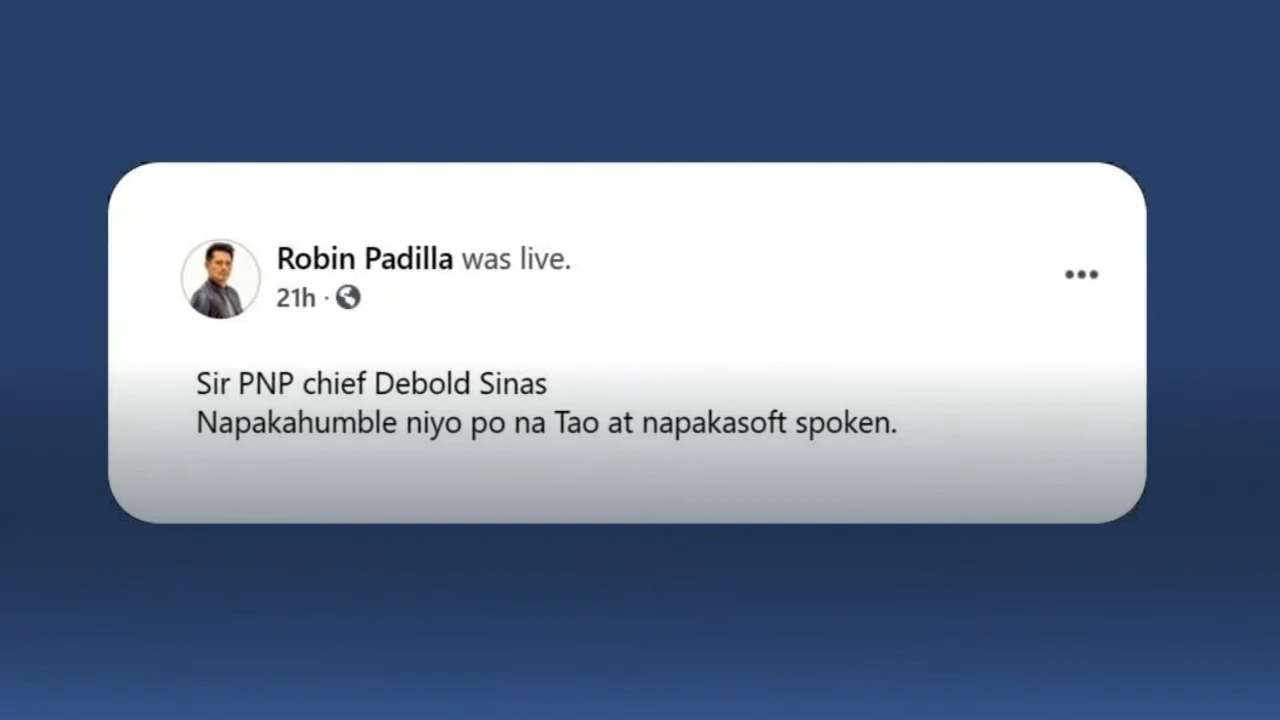 Robin Padilla was live.
21h ·
Sir PNP chief Debold Sinas
Napakahumble niyo po na Tao at napakasoft spoken.